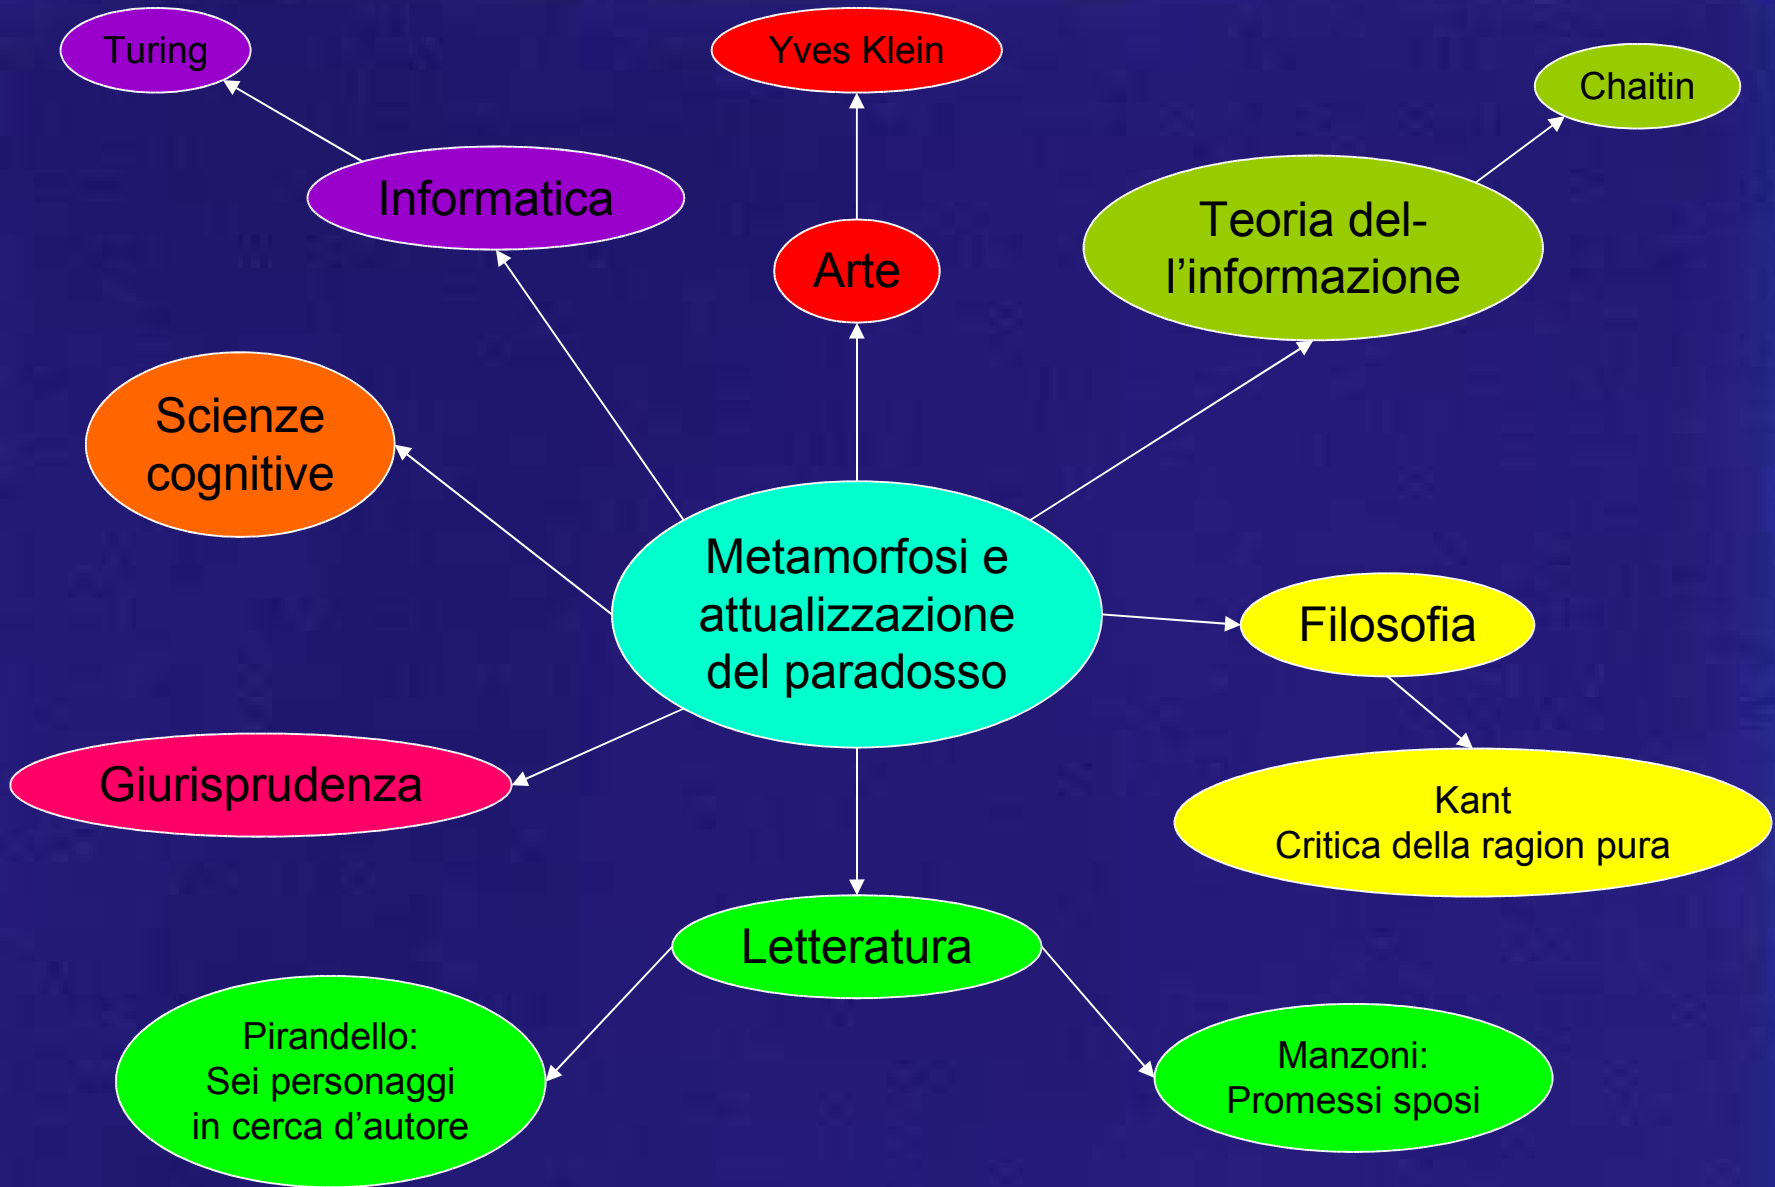 Turing
Yves Klein
Chaitin
Informatica
Arte
Teoria del-
l’informazione
Scienze
cognitive
Metamorfosi e
attualizzazione
del paradosso
Filosofia
Giurisprudenza
Kant
Critica della ragion pura
Letteratura
Pirandello:
Sei personaggi
in cerca d’autore
Manzoni:
Promessi sposi